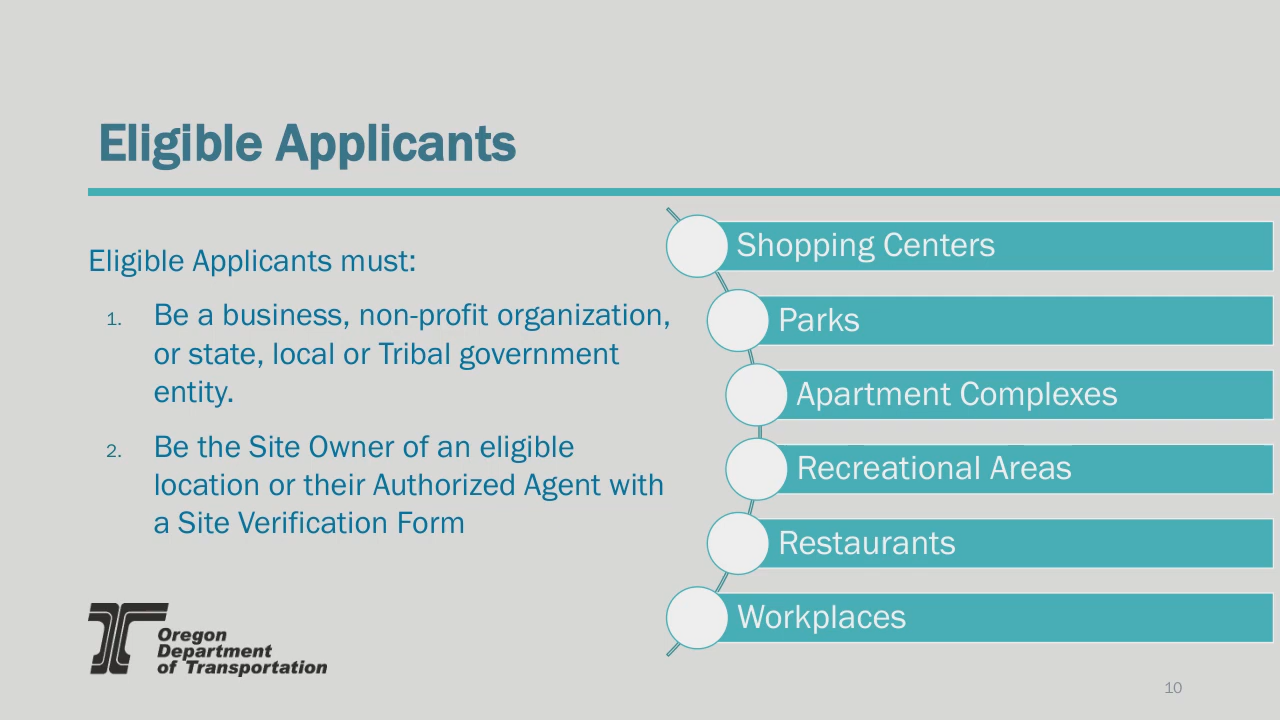 Eligible Applicants
Eligible Applicants must:
1. Be a business, non-profit organization,
or state, local or Tribal government
entity.
2. Be the Site Owner of an eligible
location or their Authorized Agent with
a Site Verification Form
Shopping Centers
Parks
Apartment Complexes
Recreational Areas
Restaurants
Workplaces
Oregon
Department
of Transportation
10